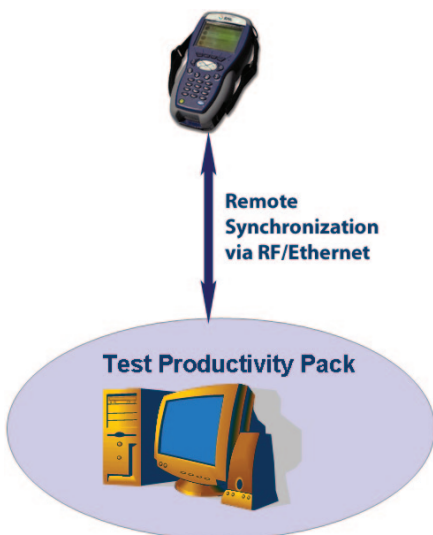 Remote
Synchronization
via RF/Ethernet
Test Productivity Pack